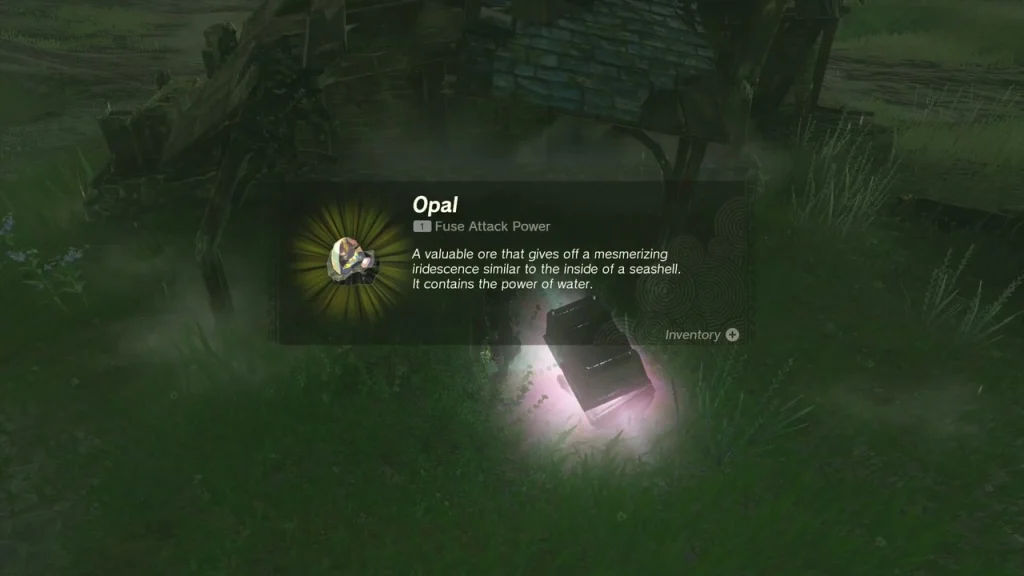 Opal
1 Fuse Attack Power
A valuable ore that gives off a mesmerizing
iridescence similar to the inside of a seashell.
It contains the power of water.
Inventory